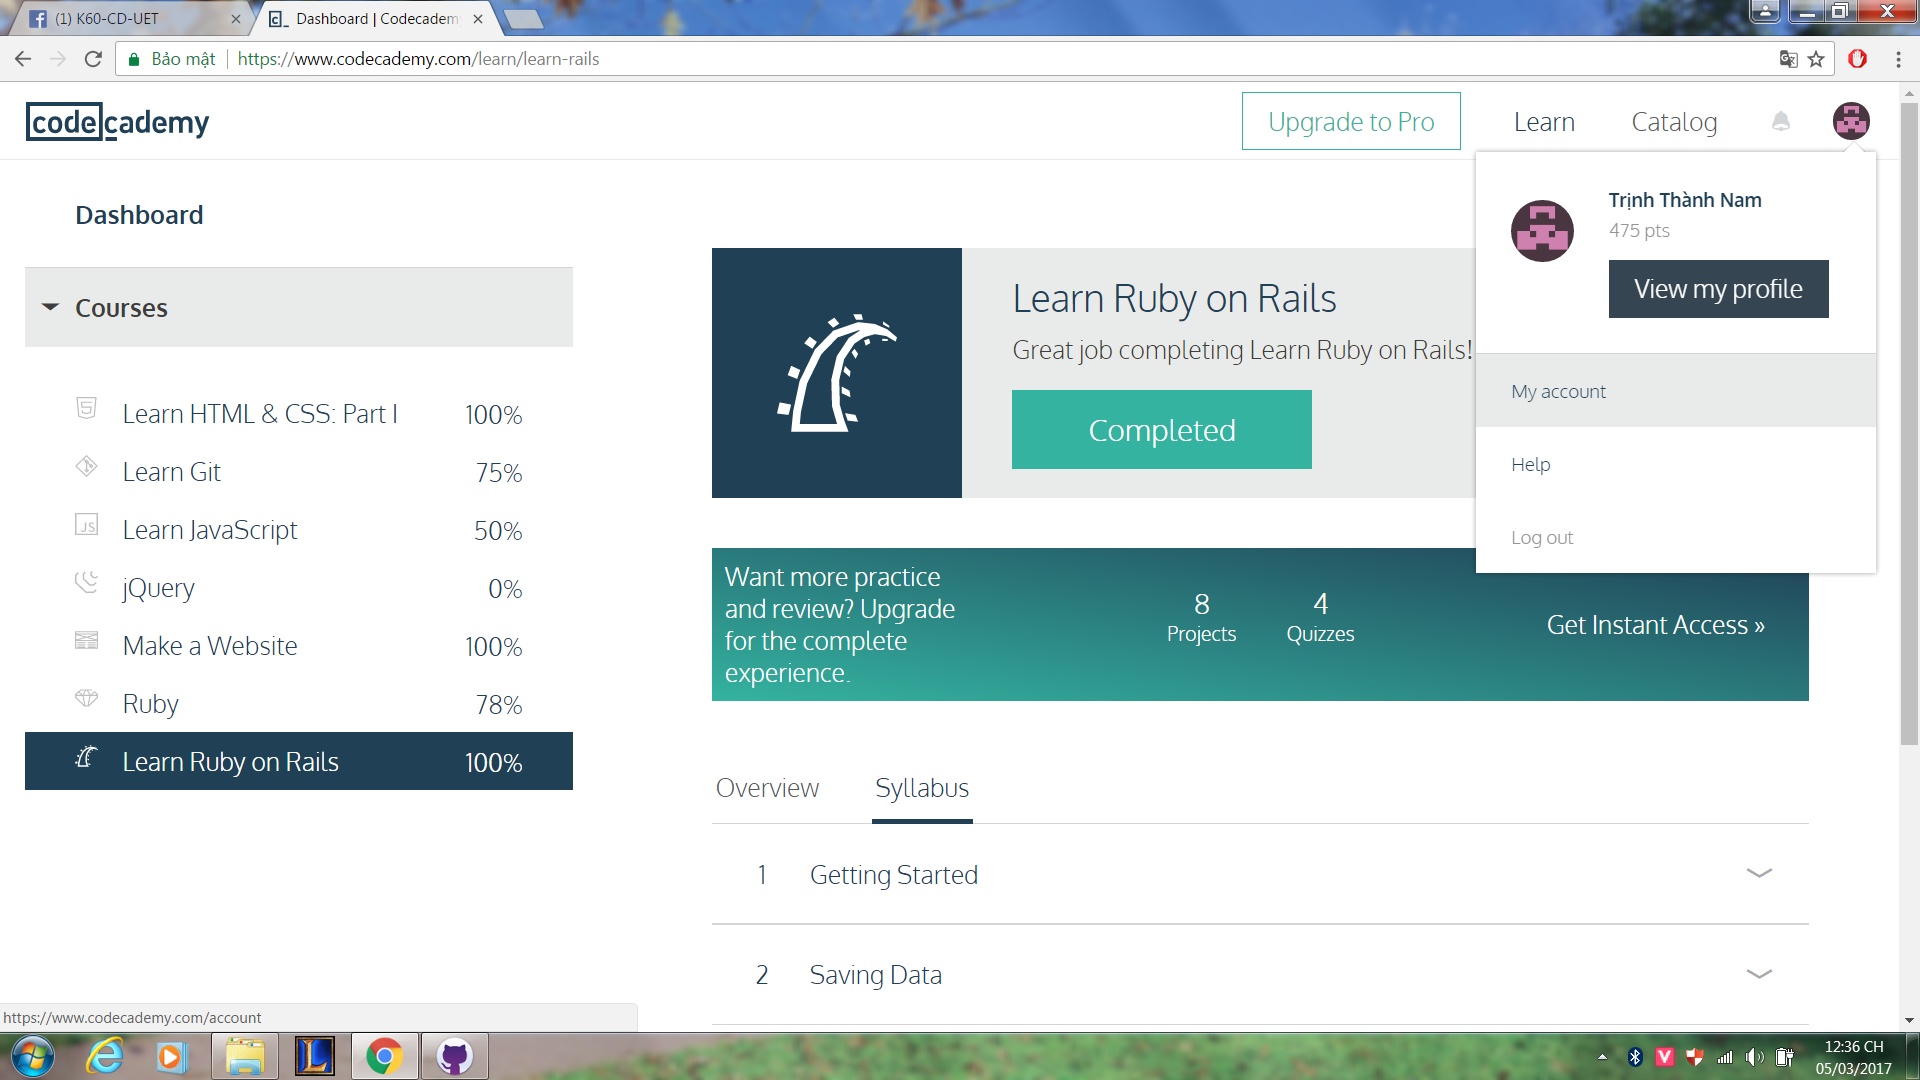 (1) K60-CD-UET
Dashboard | Codecadem
Bảo mật
https://www.codecademy.com/learn/learn-rails
codecademy
Upgrade to Pro
Learn
Catalog
Trịnh Thành Nam
475 pts
View my profile
My account
Help
Log out
Dashboard
Courses
Learn HTML & CSS: Part I 100%
Learn Git 75%
JS
Learn JavaScript 50%
jQuery 0%
Make a Website 100%
Ruby 78%
Learn Ruby on Rails 100%
Learn Ruby on Rails
Great job completing Learn Ruby on Rails!
Completed
Want more practice
and review? Upgrade
for the complete
experience.
8
Projects
4
Quizzes
Get Instant Access »
Overview
Syllabus
1 Getting Started
2 Saving Data
https://www.codecademy.com/account
12:36 CH
05/03/2017